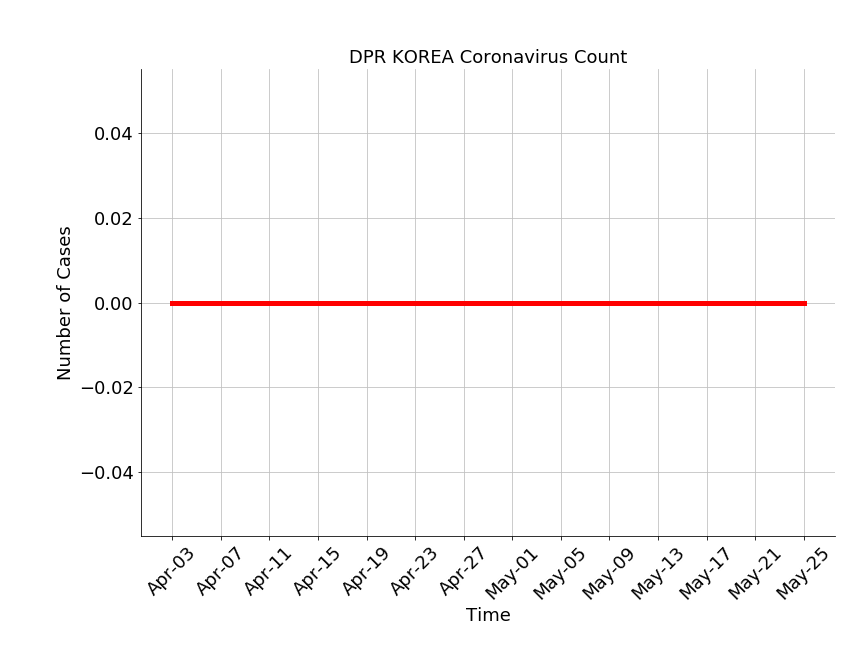 DPR KOREA Coronavirus Count
0.04
0.02
0.00
−0.02
−0.04
Number of Cases
Apr-03
Apr-07
Apr-11
Apr-15
Apr-19
Apr-23
Apr-27
May-01
May-05
May-09
May-13
May-17
May-21
May-25
Time